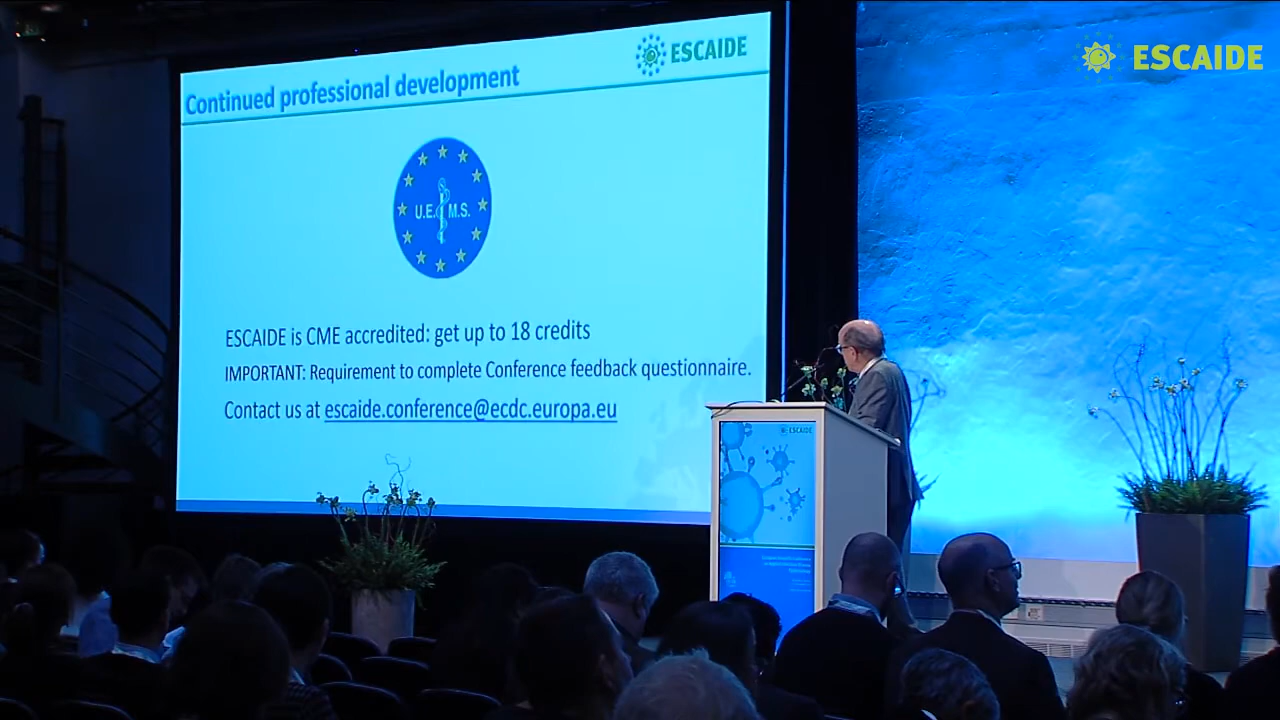 Continued professional development
ESCAIDE
ESCAIDE
U.E. M.S.
ESCAIDE is CME accredited: get up to 18 credits
IMPORTANT: Requirement to complete Conference feedback questionnaire.
Contact us at escaide.conference@ecdc.europa.eu
ESCAIDE